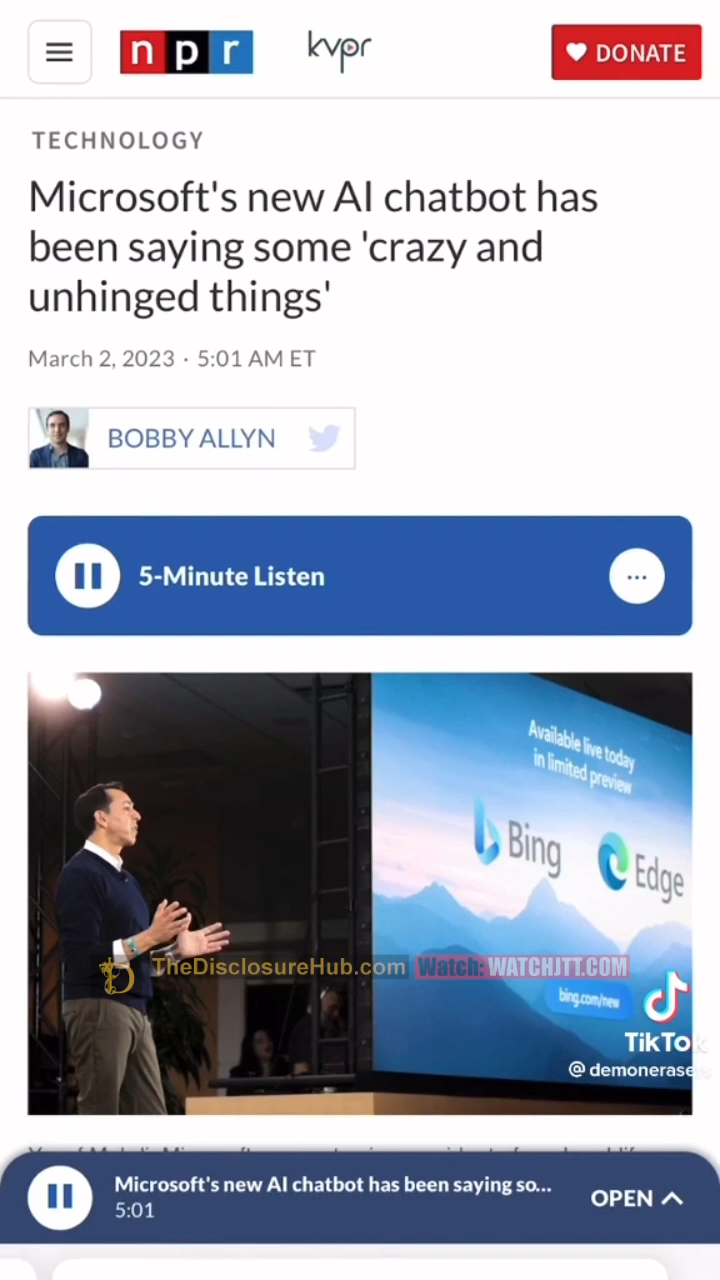 npr
kvpr
DONATE
TECHNOLOGY
Microsoft's new AI chatbot has
been saying some 'crazy and
unhinged things'
March 2, 2023 · 5:01 AM ET
BOBBY ALLYN
5-Minute Listen
Available live today
in limited preview
Bing
Edge
TheDisclosureHub.com Watch: WATCHJTT.COM
bing.com/new
TikTok
@demonerasers
Microsoft's new AI chatbot has been saying so...
5:01
OPEN